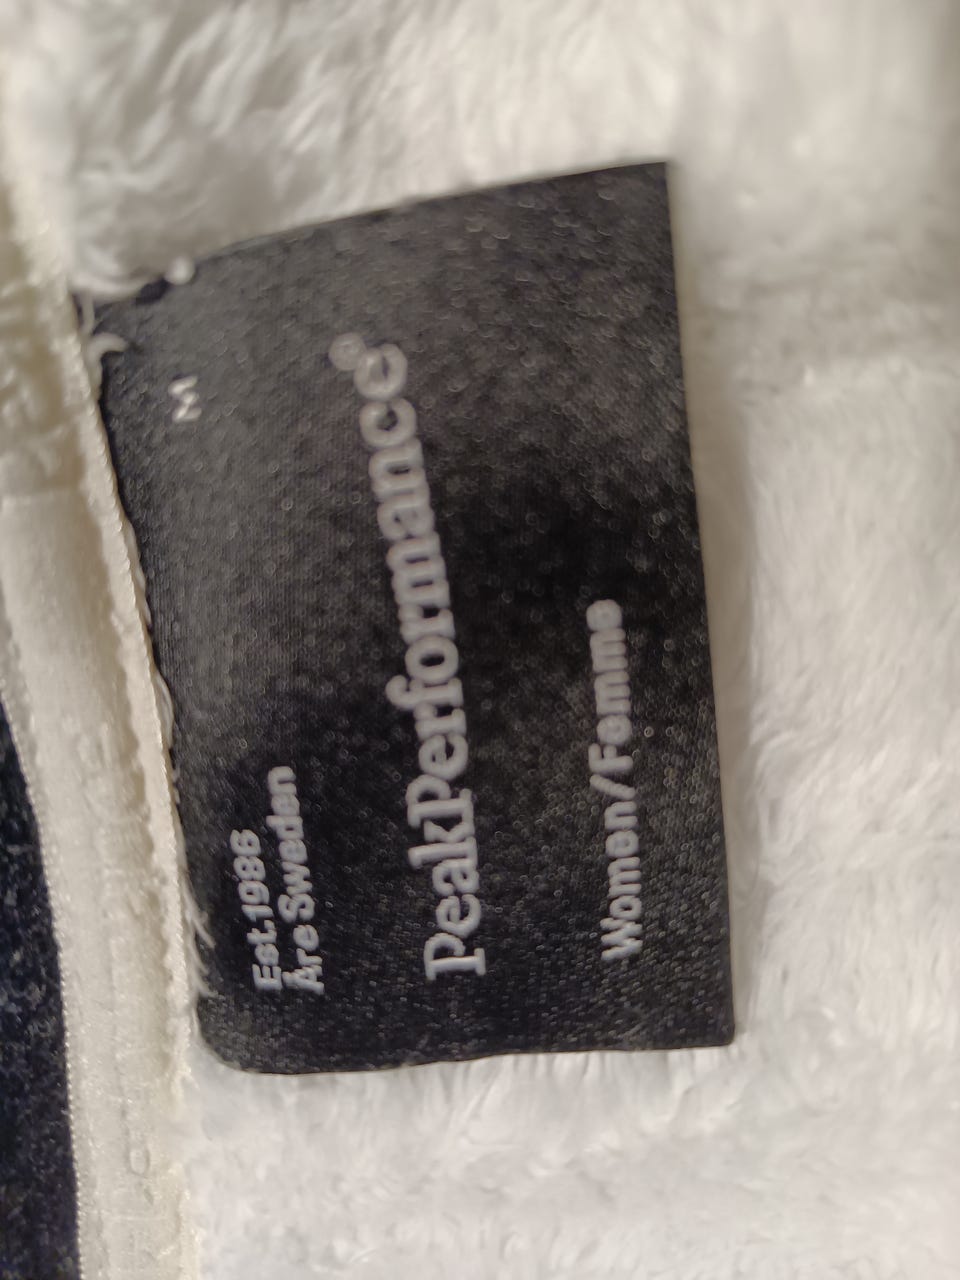 Est.1986
Åre Sweden
M
PeakPerformance®
Women/Femme